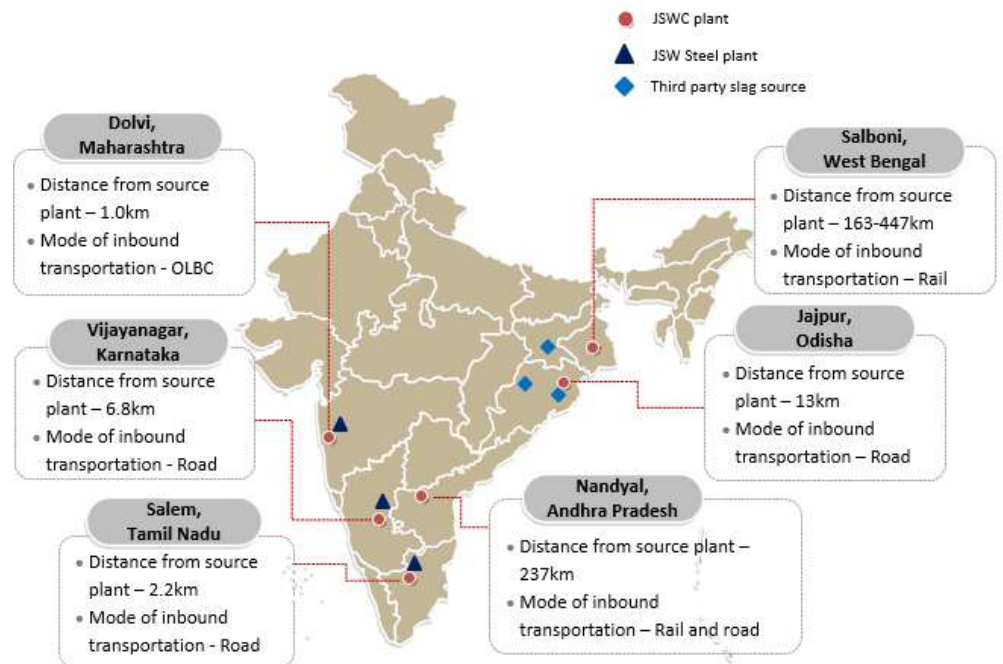 JSWC plant
JSW Steel plant
Third party slag source
Dolvi,
Maharashtra
• Distance from source
plant – 1.0km
• Mode of inbound
transportation - OLBC
Vijayanagar,
Karnataka
• Distance from source
plant – 6.8km
• Mode of inbound
transportation - Road
Salem,
Tamil Nadu
• Distance from source
plant – 2.2km
• Mode of inbound
transportation - Road
Salboni,
West Bengal
• Distance from source
plant – 163-447km
• Mode of inbound
transportation – Rail
Jajpur,
Odisha
• Distance from source
plant – 13km
• Mode of inbound
transportation – Road
Nandyal,
Andhra Pradesh
• Distance from source plant –
237km
• Mode of inbound
transportation – Rail and road